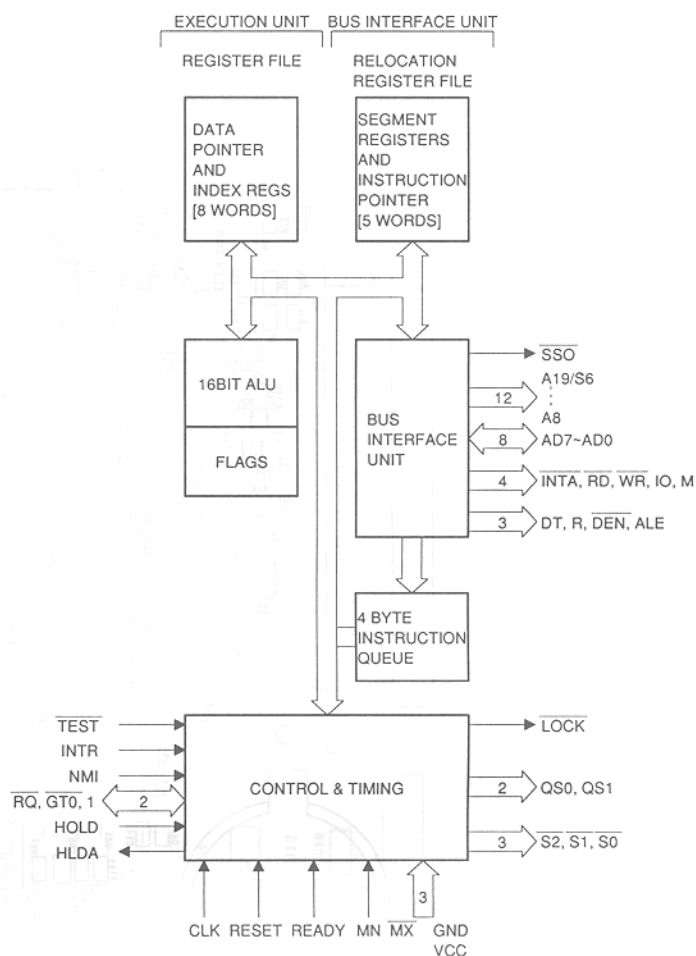 EXECUTION UNIT
BUS INTERFACE UNIT
REGISTER FILE
RELOCATION
REGISTER FILE
DATA
POINTER
AND
INDEX REGS
[8 WORDS]
SEGMENT
REGISTERS
AND
INSTRUCTION
POINTER
[5 WORDS]
16BIT ALU
FLAGS
BUS
INTERFACE
UNIT
SSO
12
A19/S6
A8
8
AD7~AD0
4
INTA, RD, WR, IO, M
3
DT, R, DEN, ALE
4 BYTE
INSTRUCTION
QUEUE
TEST
INTR
NMI
RQ, GT0, 1
2
HOLD
HLDA
CONTROL & TIMING
LOCK
2
QS0, QS1
3
S2, S1, S0
CLK
RESET
READY
MN
MX
3
GND
VCC